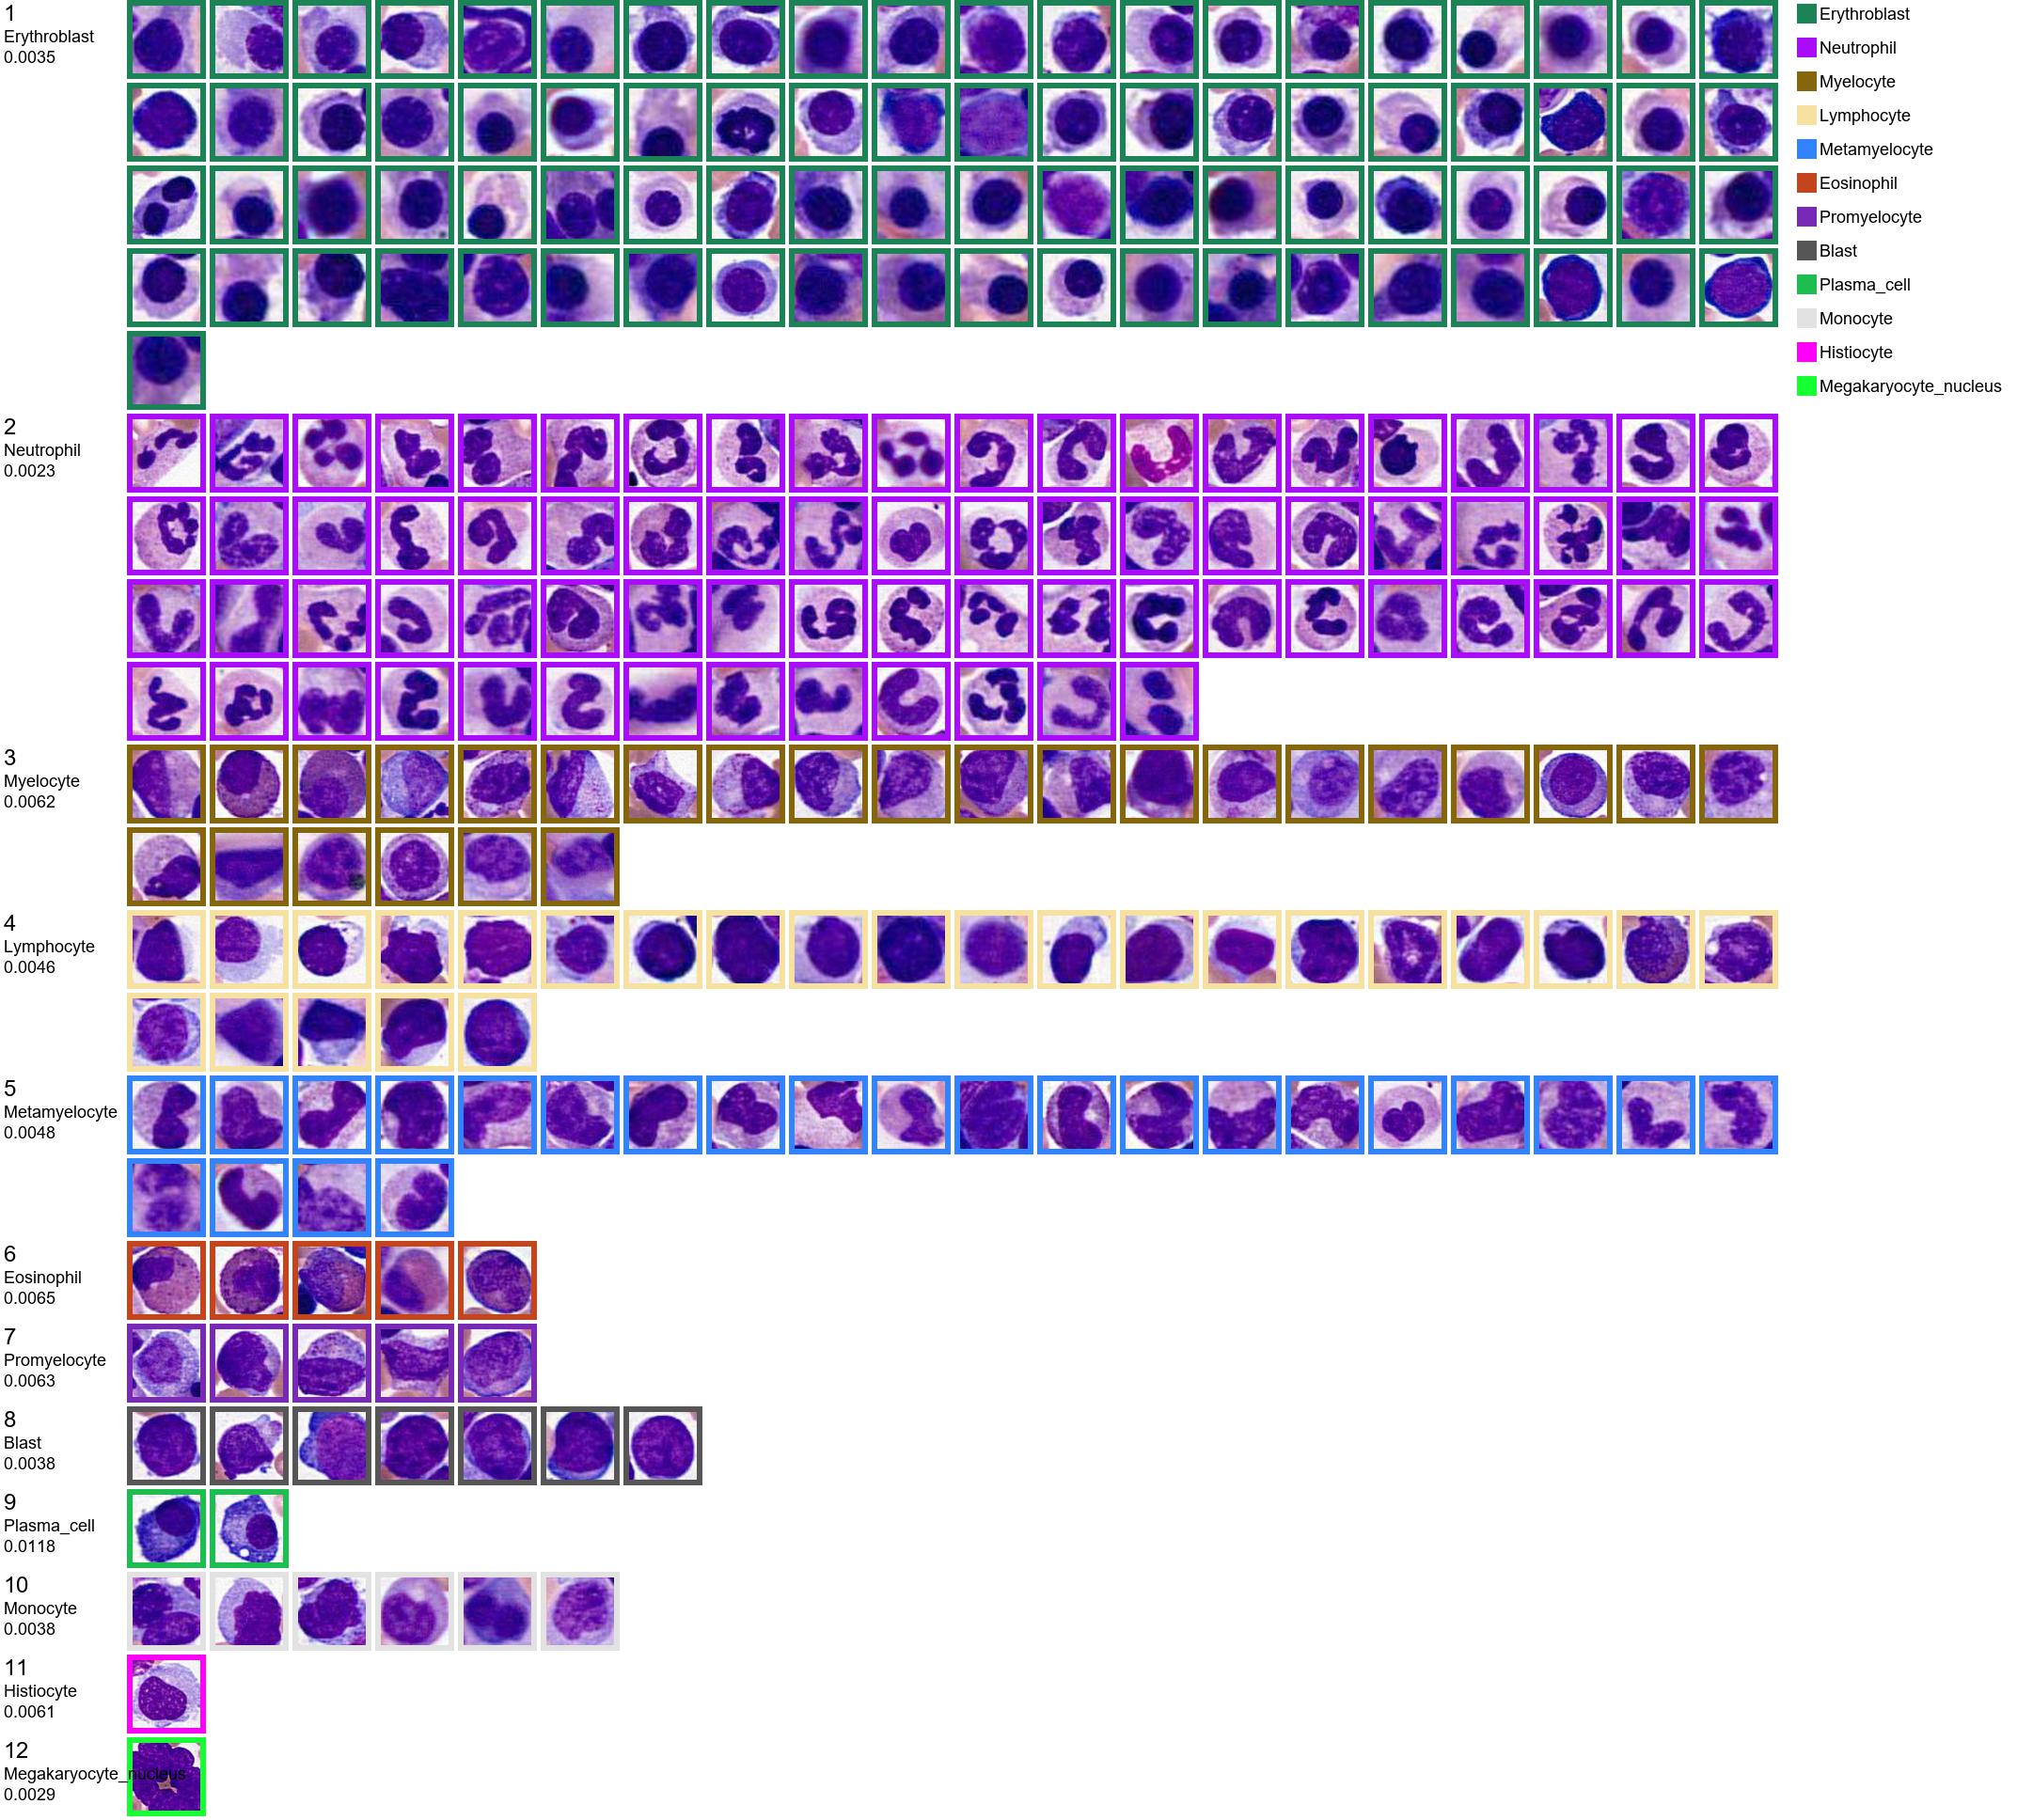 1
Erythroblast
0.0035
2
Neutrophil
0.0023
3
Myelocyte
0.0062
4
Lymphocyte
0.0046
5
Metamyelocyte
0.0048
6
Eosinophil
0.0065
7
Promyelocyte
0.0063
8
Blast
0.0038
9
Plasma_cell
0.0118
10
Monocyte
0.0038
11
Histiocyte
0.0061
12
Megakaryocyte_nucleus
0.0029
Erythroblast
Neutrophil
Myelocyte
Lymphocyte
Metamyelocyte
Eosinophil
Promyelocyte
Blast
Plasma_cell
Monocyte
Histiocyte
Megakaryocyte_nucleus